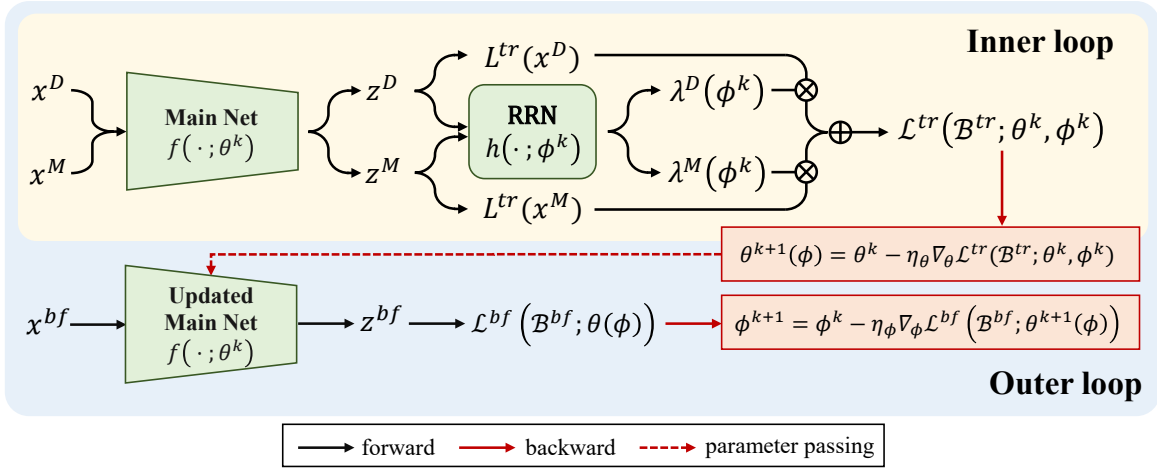 Inner loop
x^D
x^M
Main Net
f(·;θ^k)
z^D
z^M
L^{tr}(x^D)
RRN
h(·;ϕ^k)
L^{tr}(x^M)
λ^D(ϕ^k)
λ^M(ϕ^k)
⊗
⊗
⊕
ℒ^{tr}(ℬ^{tr};θ^k,ϕ^k)
θ^{k+1}(ϕ) = θ^k − η_θ∇_θℒ^{tr}(ℬ^{tr};θ^k,ϕ^k)
x^{bf}
Updated
Main Net
f(·;θ^k)
z^{bf}
ℒ^{bf}(ℬ^{bf};θ(ϕ))
ϕ^{k+1} = ϕ^k − η_ϕ∇_ϕℒ^{bf}(ℬ^{bf};θ^{k+1}(ϕ))
Outer loop
forward
backward
parameter passing